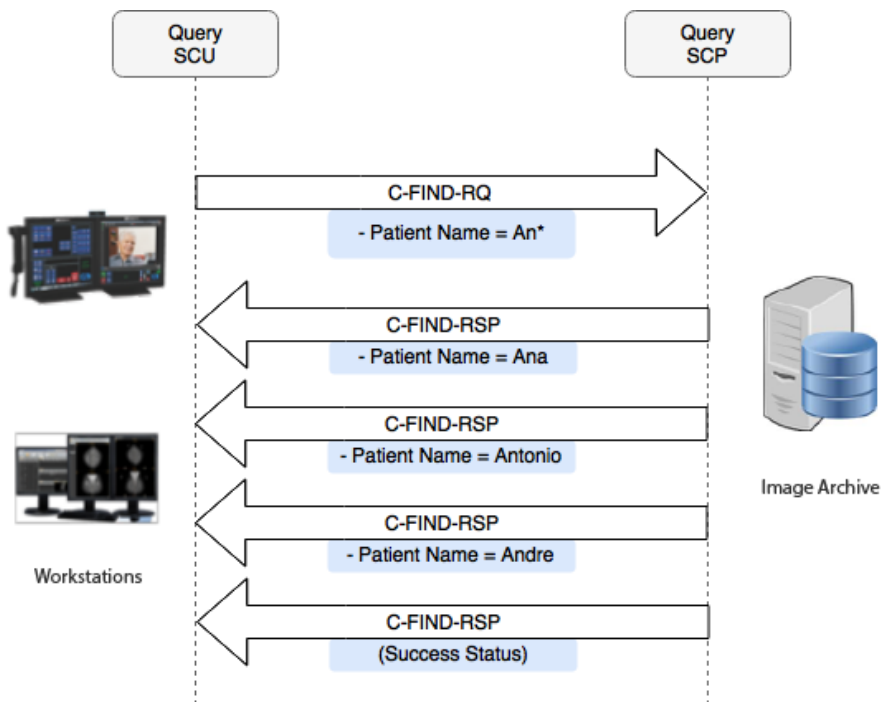 Query
SCU
Query
SCP
C-FIND-RQ
- Patient Name = An*
C-FIND-RSP
- Patient Name = Ana
C-FIND-RSP
- Patient Name = Antonio
Image Archive
C-FIND-RSP
- Patient Name = Andre
Workstations
C-FIND-RSP
(Success Status)